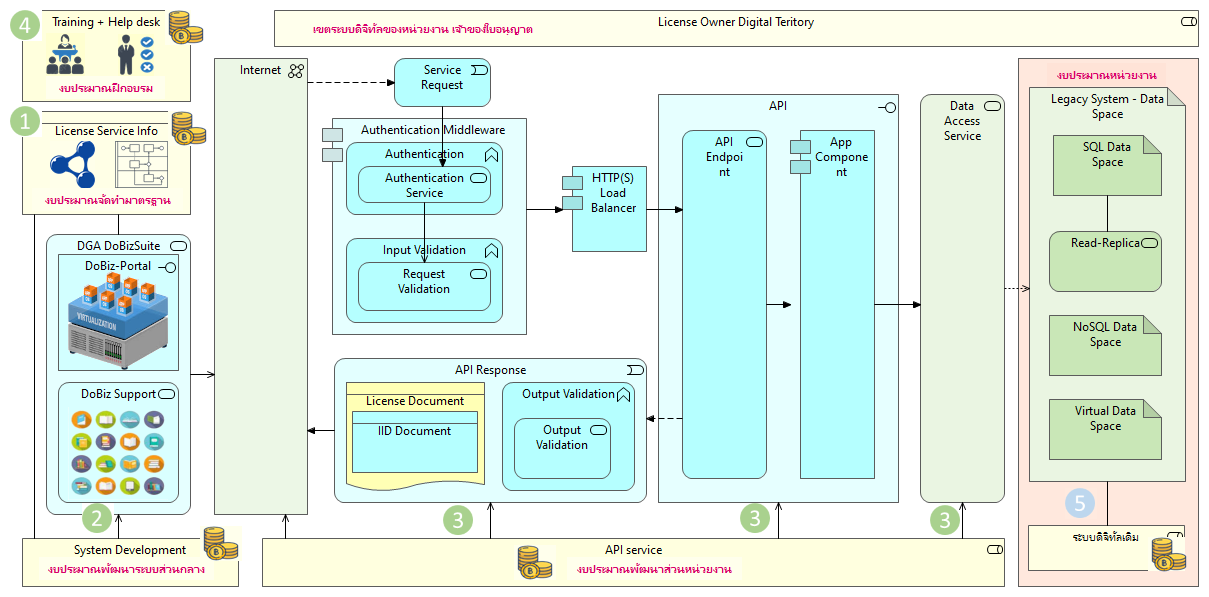 4
Training + Help desk
งบประมาณฝึกอบรม
License Owner Digital Teritory
เขตระบบดิจิทัลของหน่วยงาน เจ้าของใบอนุญาต
1
License Service Info
งบประมาณจัดทำมาตรฐาน
DGA DoBizSuite
DoBiz-Portal
VIRTUALIZATION
DoBiz Support
2
System Development
งบประมาณพัฒนาระบบส่วนกลาง
Internet
Service
Request
Authentication Middleware
Authentication
Authentication
Service
Input Validation
Request
Validation
HTTP(S)
Load
Balancer
API
API
Endpoi
nt
App
Compone
nt
Data
Access
Service
API Response
License Document
IID Document
Output Validation
Output
Validation
3
3
3
API service
งบประมาณพัฒนาส่วนหน่วยงาน
งบประมาณหน่วยงาน
Legacy System - Data
Space
SQL Data
Space
Read-Replica
NoSQL Data
Space
Virtual Data
Space
5
ระบบดิจิทัลเดิม